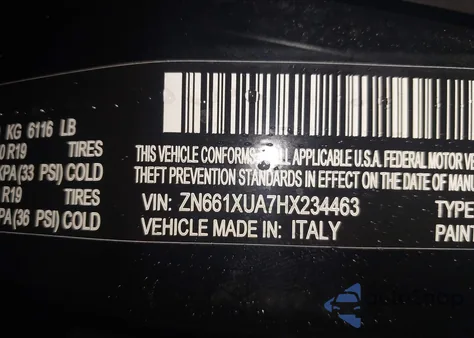 KG 6116 LB
0 R19 TIRES
KPA(33 PSI) COLD
R19 TIRES
PA (36 PSI) COLD
THIS VEHICLE CONFORMS ALL APPLICABLE U.S.A. FEDERAL MOTOR VE
THEFT PREVENTION STANDARDS IN EFFECT ON THE DATE OF MAN
VIN: ZN661XUA7HX234463 TYPE
VEHICLE MADE IN: ITALY PAINT